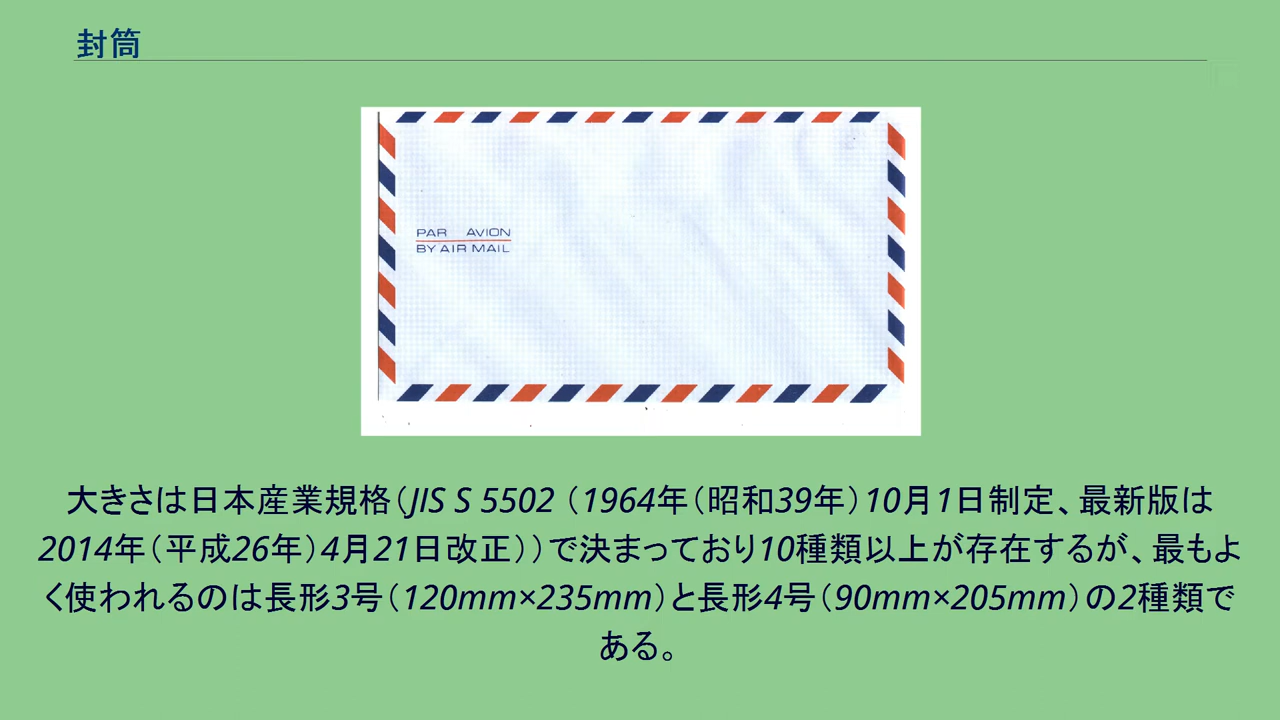 封筒
PAR AVION
BY AIR MAIL
大きさは日本産業規格（JIS S 5502（1964年（昭和39年）10月1日制定、最新版は
2014年（平成26年）4月21日改正））で決まっており10種類以上が存在するが、最もよ
く使われるのは長形3号（120mm×235mm）と長形4号（90mm×205mm）の2種類で
ある。